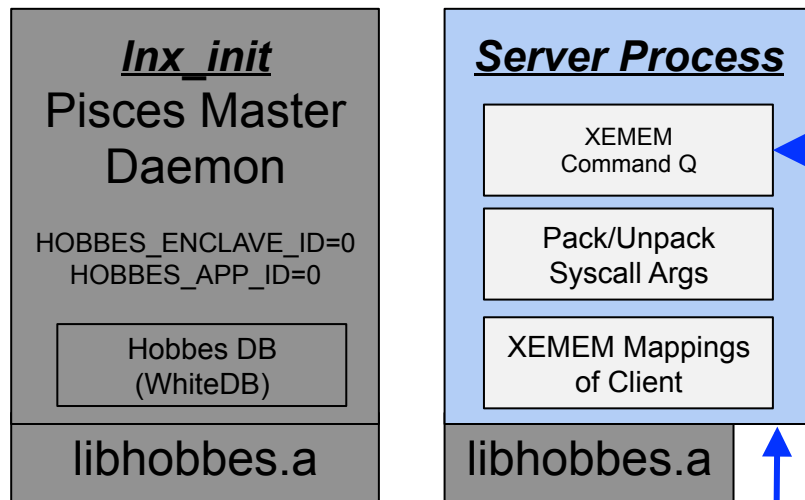 lnx_init
Pisces Master
Daemon
HOBBES_ENCLAVE_ID=0
HOBBES_APP_ID=0
Hobbes DB
(WhiteDB)
libhobbes.a
Server Process
XEMEM
Command Q
Pack/Unpack
Syscall Args
XEMEM Mappings
of Client
libhobbes.a